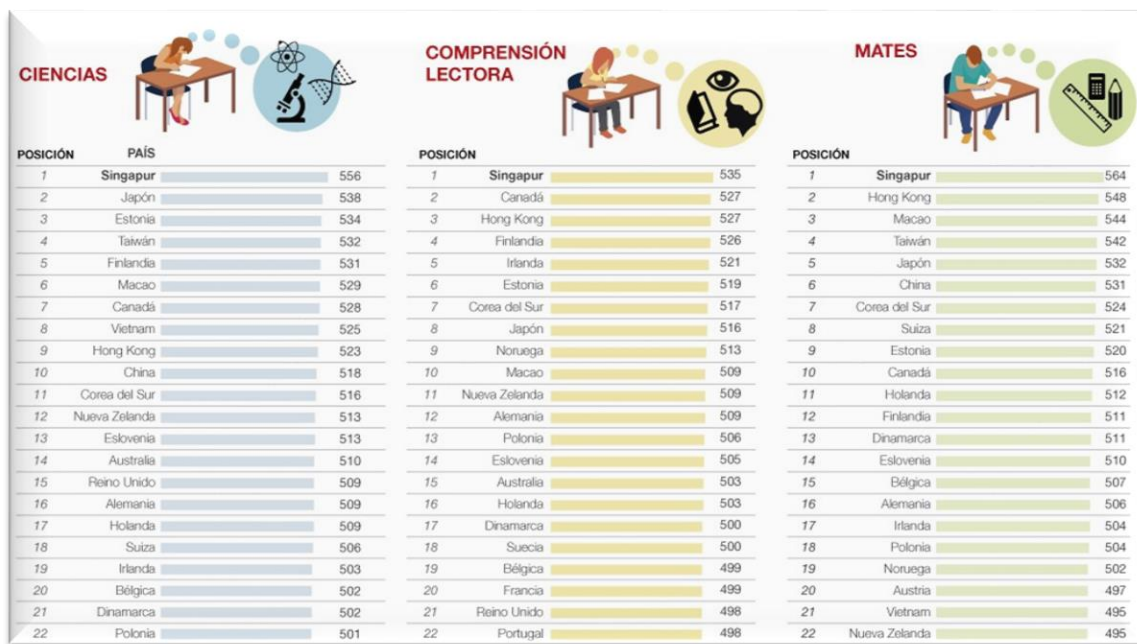 CIENCIAS
COMPRENSIÓN
LECTORA
MATES
POSICIÓN PAÍS
1 Singapur 556
2 Japón 538
3 Estonia 534
4 Taiwán 532
5 Finlandia 531
6 Macao 529
7 Canadá 528
8 Vietnam 525
9 Hong Kong 523
10 China 518
11 Corea del Sur 516
12 Nueva Zelanda 513
13 Eslovenia 513
14 Australia 510
15 Reino Unido 509
16 Alemania 509
17 Holanda 509
18 Suiza 506
19 Irlanda 503
20 Bélgica 502
21 Dinamarca 502
22 Polonia 501
POSICIÓN
1 Singapur 535
2 Canadá 527
3 Hong Kong 527
4 Finlandia 526
5 Irlanda 521
6 Estonia 519
7 Corea del Sur 517
8 Japón 516
9 Noruega 513
10 Macao 509
11 Nueva Zelanda 509
12 Alemania 509
13 Polonia 506
14 Eslovenia 505
15 Australia 503
16 Holanda 503
17 Dinamarca 500
18 Suecia 500
19 Bélgica 499
20 Francia 499
21 Reino Unido 498
22 Portugal 498
POSICIÓN
1 Singapur 564
2 Hong Kong 548
3 Macao 544
4 Taiwán 542
5 Japón 532
6 China 531
7 Corea del Sur 524
8 Suiza 521
9 Estonia 520
10 Canadá 516
11 Holanda 512
12 Finlandia 511
13 Dinamarca 511
14 Eslovenia 510
15 Bélgica 507
16 Alemania 506
17 Irlanda 504
18 Polonia 504
19 Noruega 502
20 Austria 497
21 Vietnam 495
22 Nueva Zelanda 495